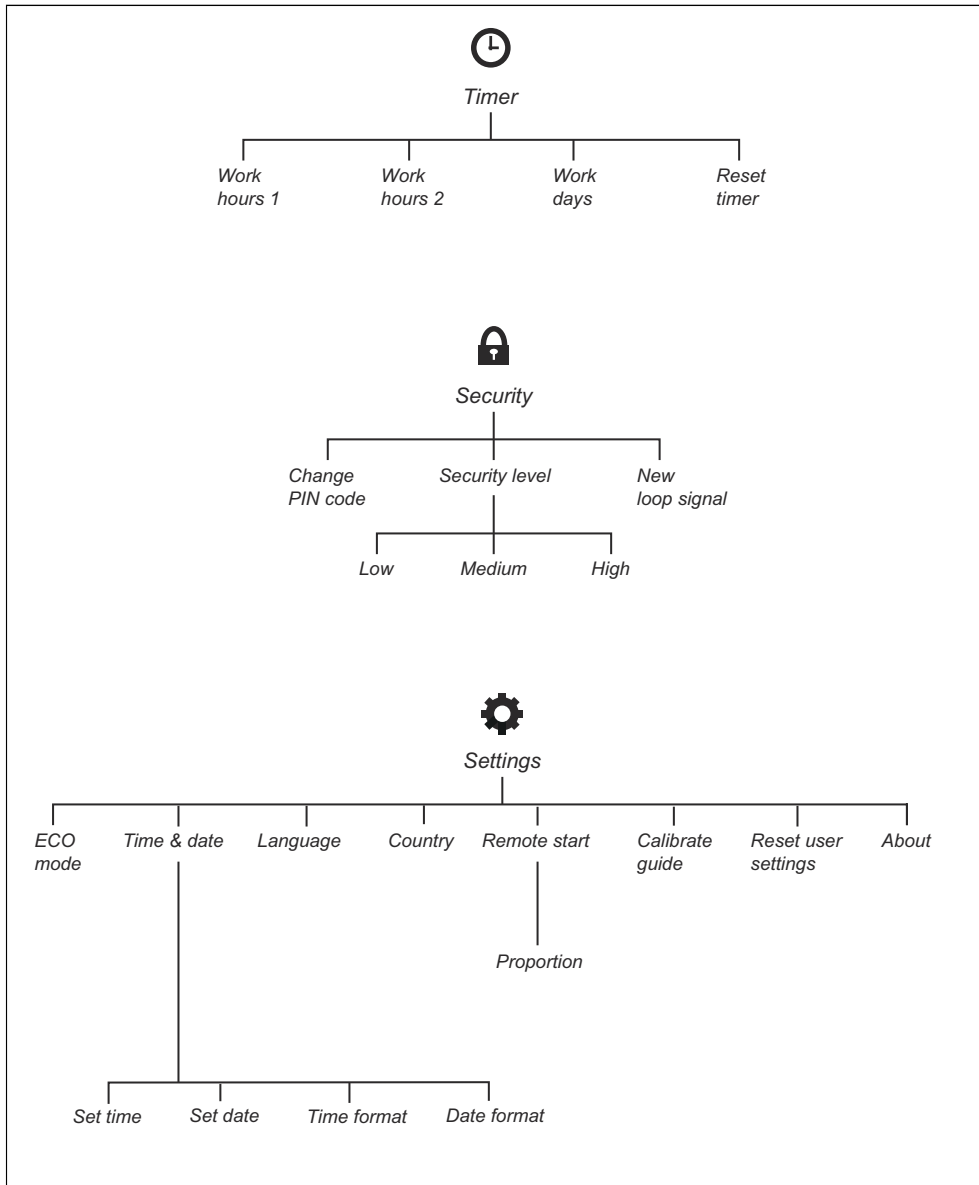 Timer
Work hours 1
Work hours 2
Work days
Reset timer
Security
Change PIN code
Security level
New loop signal
Low
Medium
High
Settings
ECO mode
Time & date
Language
Country
Remote start
Calibrate guide
Reset user settings
About
Proportion
Set time
Set date
Time format
Date format